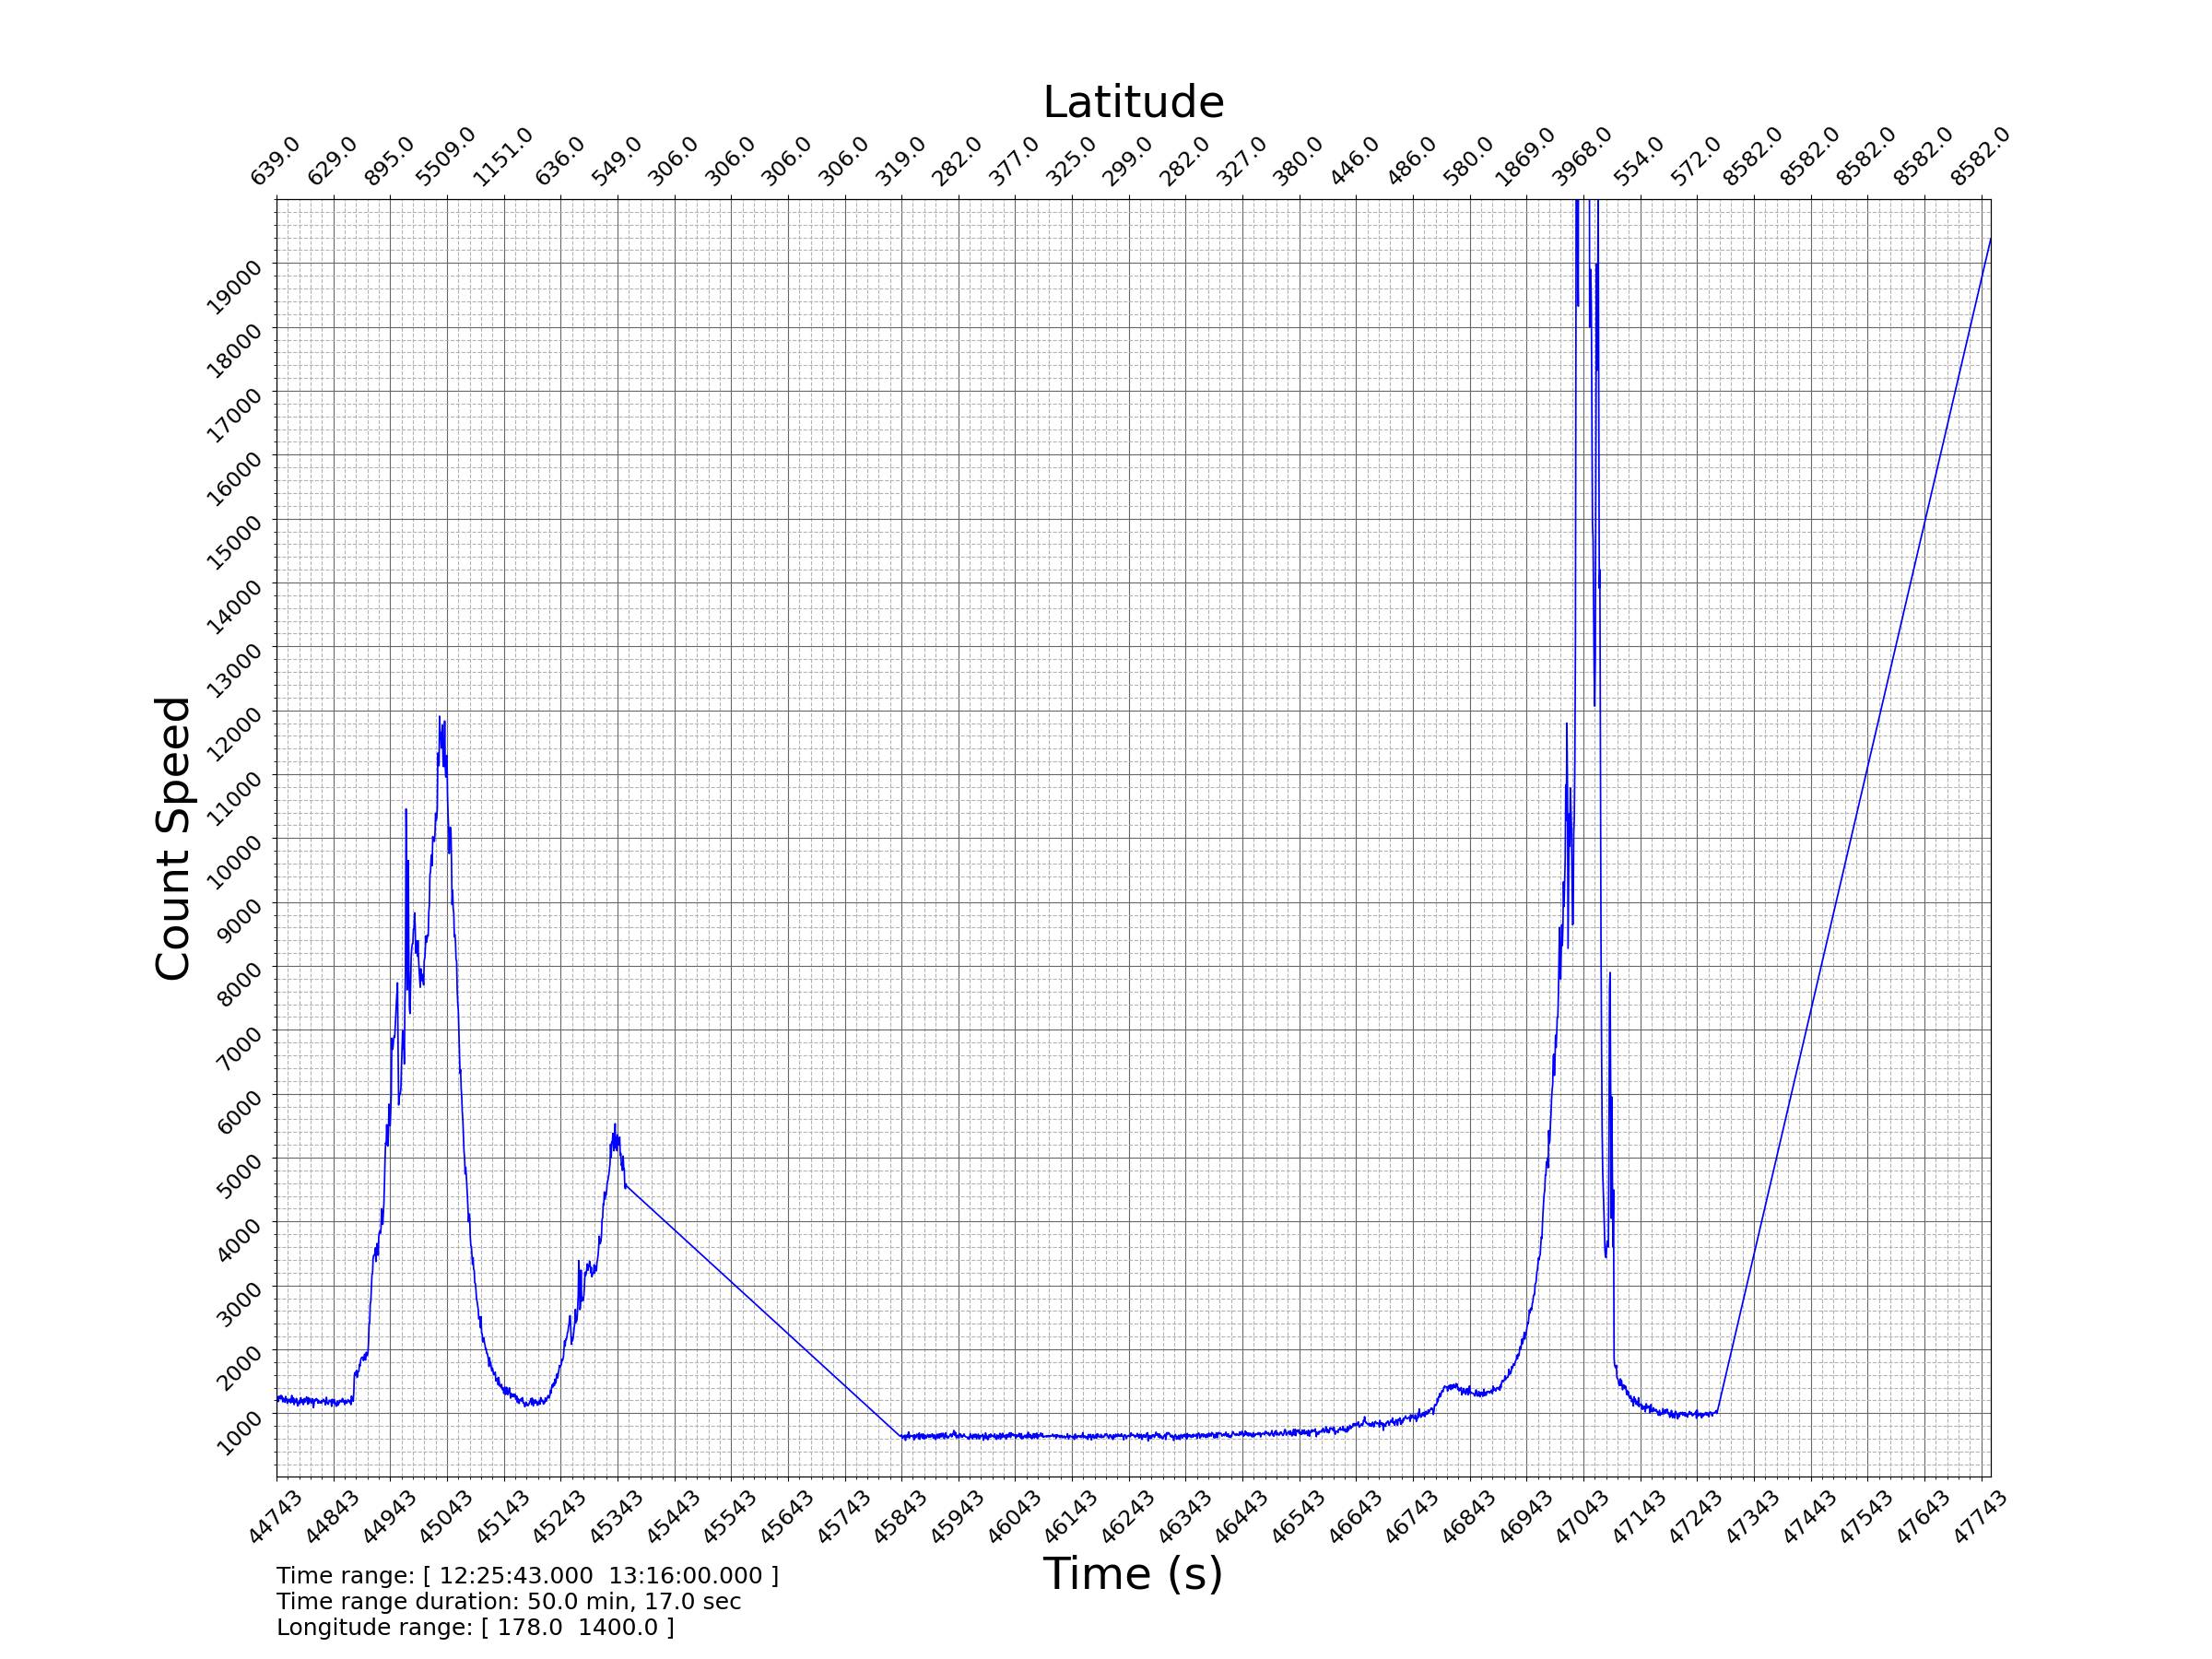 Latitude
639.0 629.0 895.0 5509.0 1151.0 636.0 549.0 306.0 306.0 306.0 306.0 319.0 282.0 377.0 325.0 299.0 282.0 327.0 380.0 446.0 486.0 580.0 1869.0 3968.0 554.0 572.0 8582.0 8582.0 8582.0 8582.0 8582.0
19000
18000
17000
16000
15000
14000
13000
12000
11000
10000
9000
8000
7000
6000
5000
4000
3000
2000
1000
Count Speed
44743 44843 44943 45043 45143 45243 45343 45443 45543 45643 45743 45843 45943 46043 46143 46243 46343 46443 46543 46643 46743 46843 46943 47043 47143 47243 47343 47443 47543 47643 47743
Time (s)
Time range: [ 12:25:43.000  13:16:00.000 ]
Time range duration: 50.0 min, 17.0 sec
Longitude range: [ 178.0  1400.0 ]